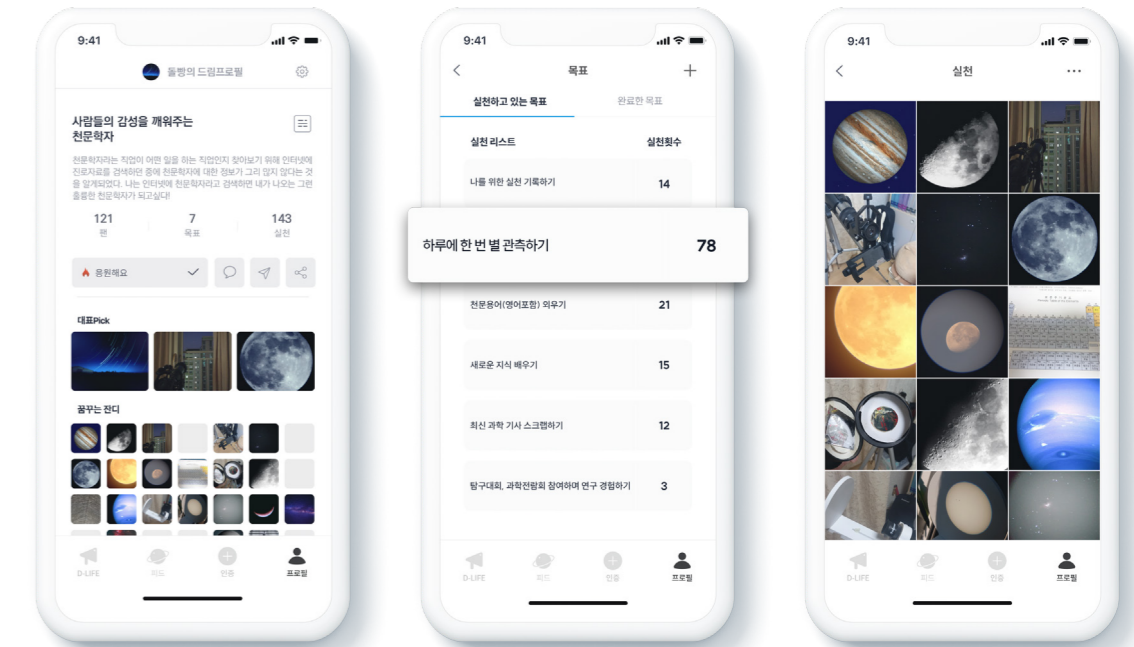 9:41
돌빵의 드림프로필
사람들의 감성을 깨워주는
천문학자
천문학자라는 직업이 어떤 일을 하는 직업인지 찾아보기 위해 인터넷에
진로자료를 검색하던 중에 천문학자에 대한 정보가 그리 많지 않다는 것
을 알게되었다. 나는 인터넷에 천문학자라고 검색하면 내가 나오는 그런
훌륭한 천문학자가 되고싶다!
121 7 143
팬 목표 실천
응원해요
대표Pick
꿈꾸는 잔디
D-LIFE 피드 인증 프로필
9:41
목표
실천하고 있는 목표 완료한 목표
실천 리스트 실천횟수
나를 위한 실천 기록하기 14
하루에 한 번 별 관측하기 78
천문용어(영어포함) 외우기 21
새로운 지식 배우기 15
최신 과학 기사 스크랩하기 12
탐구대회, 과학전람회 참여하며 연구 경험하기 3
D-LIFE 피드 인증 프로필
9:41
실천
D-LIFE 피드 인증 프로필